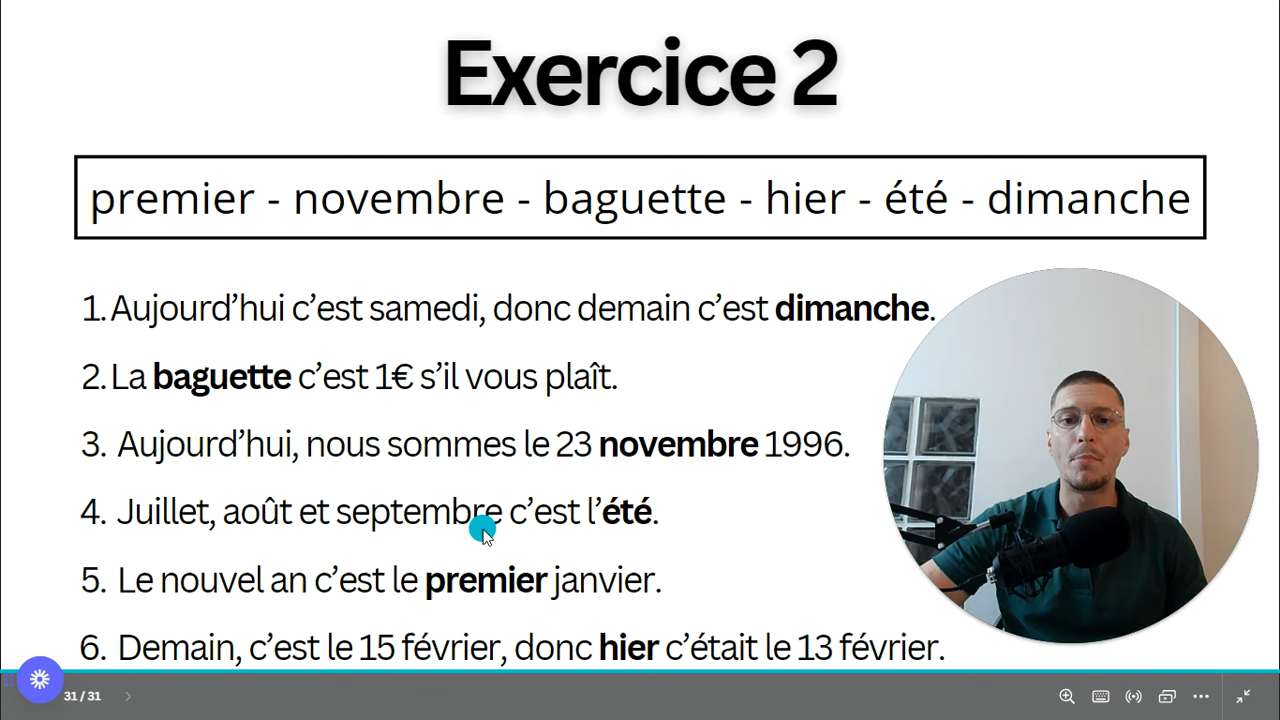 Exercice 2
premier - novembre - baguette - hier - été - dimanche
1. Aujourd’hui c’est samedi, donc demain c’est dimanche.
2. La baguette c’est 1€ s’il vous plaît.
3. Aujourd’hui, nous sommes le 23 novembre 1996.
4. Juillet, août et septembre c’est l’été.
5. Le nouvel an c’est le premier janvier.
6. Demain, c’est le 15 février, donc hier c’était le 13 février.
31 / 31